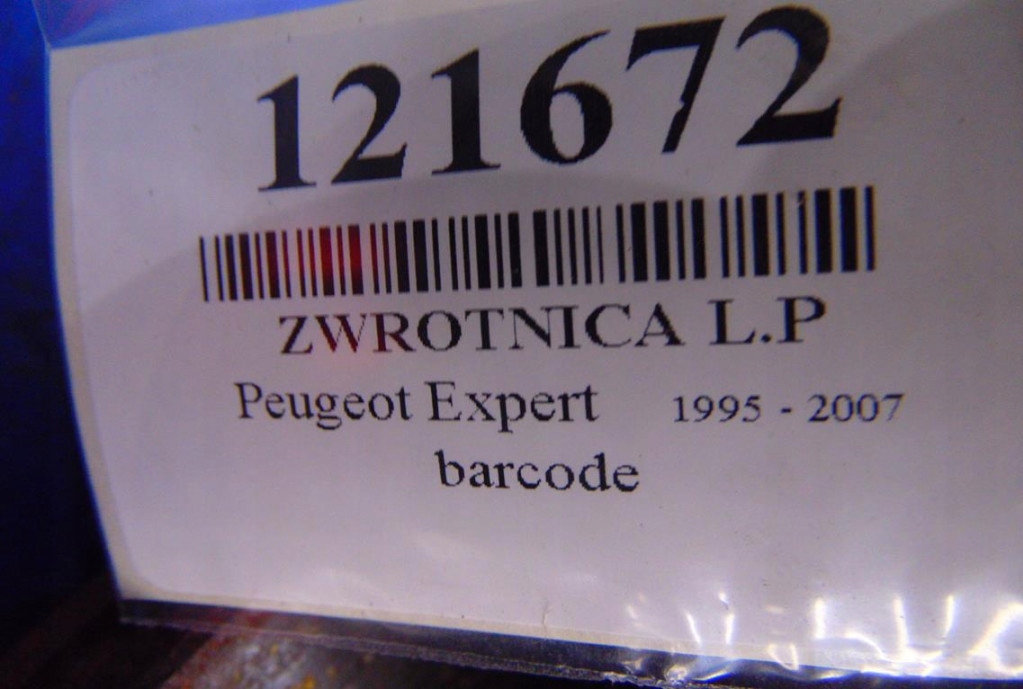 121672
ZWROTNICA L.P
Peugeot Expert 1995 - 2007
barcode